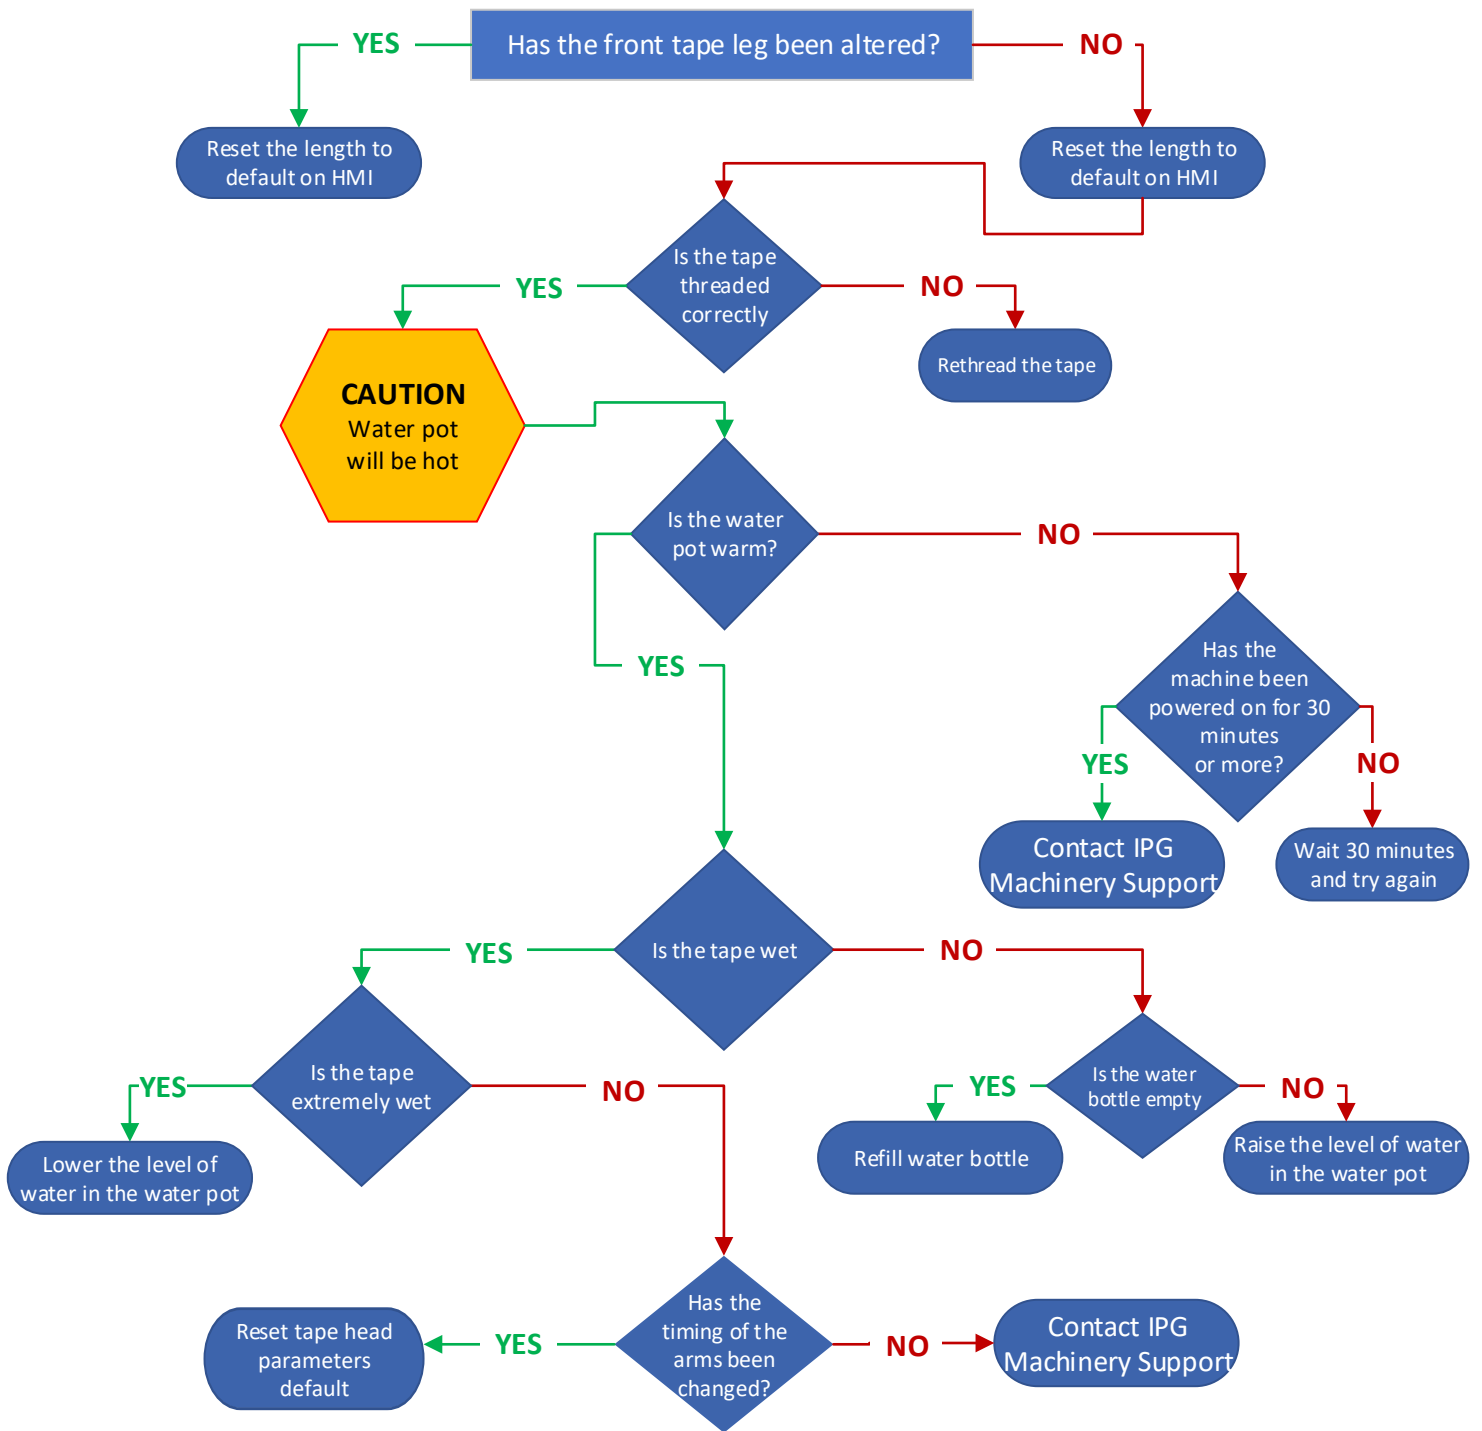 YES
Has the front tape leg been altered?
NO
Reset the length to
default on HMI
Reset the length to
default on HMI
Is the tape
threaded
correctly
YES
NO
CAUTION
Water pot
will be hot
Rethread the tape
Is the water
pot warm?
NO
YES
Has the
machine been
powered on for 30
minutes
or more?
YES
NO
Contact IPG
Machinery Support
Wait 30 minutes
and try again
YES
Is the tape wet
NO
Is the tape
extremely wet
YES
NO
Is the water
bottle empty
YES
NO
Lower the level of
water in the water pot
Refill water bottle
Raise the level of water
in the water pot
Has the
timing of the
arms been
changed?
YES
NO
Reset tape head
parameters
default
Contact IPG
Machinery Support